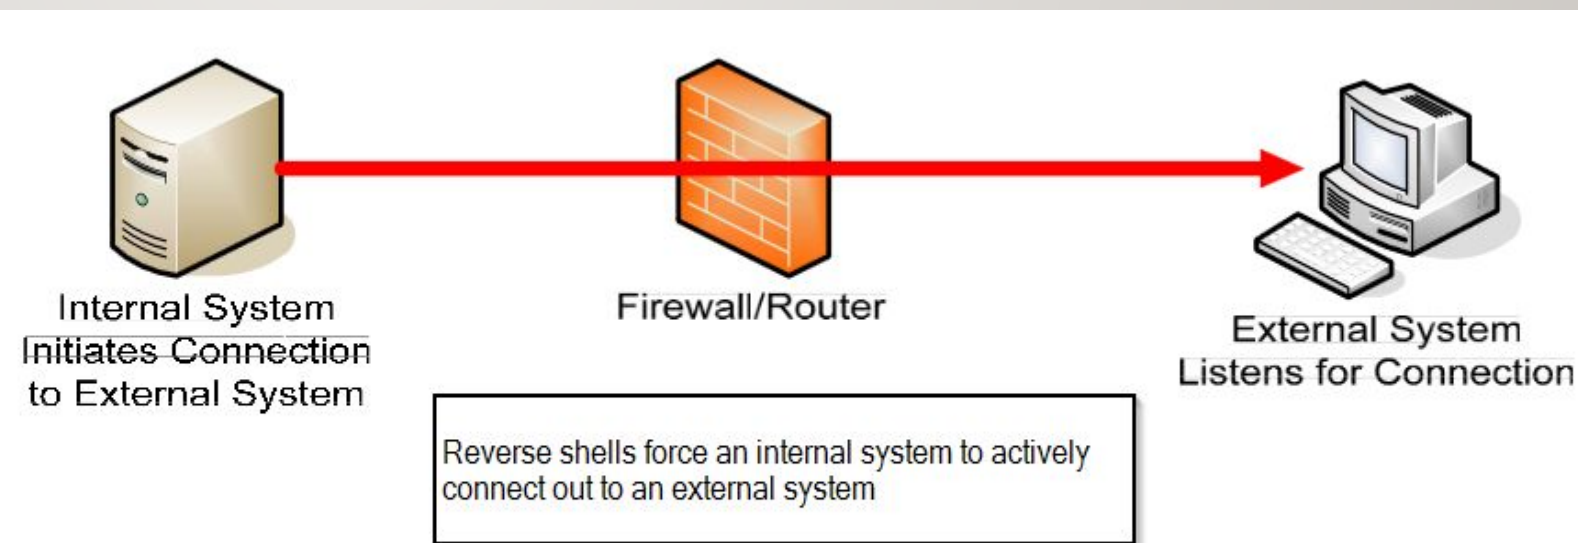 Internal System
Initiates Connection
to External System
Firewall/Router
External System
Listens for Connection
Reverse shells force an internal system to actively
connect out to an external system